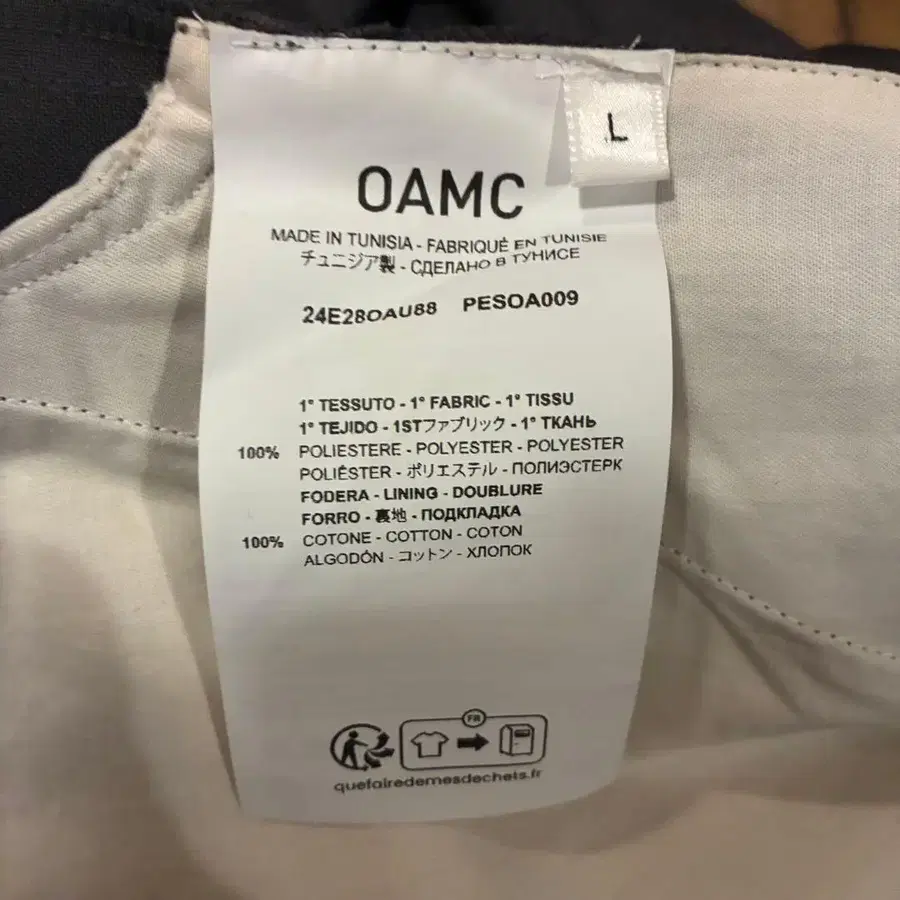 L
OAMC
MADE IN TUNISIA - FABRIQUÉ EN TUNISIE
チュニジア製 - СДЕЛАНО В ТУНИСЕ
24E28OAU88 PESOA009
1° TESSUTO - 1° FABRIC - 1° TISSU
1° TEJIDO - 1STファブリック - 1° ТКАНЬ
100% POLIESTERE - POLYESTER - POLYESTER
POLIÉSTER - ポリエステル - ПОЛИЭСТЕРК
FODERA - LINING - DOUBLURE
FORRO - 裏地 - ПОДКЛАДКА
100% COTONE - COTTON - COTON
ALGODÓN - コットン - ХЛОПОК
FR
quefairedemesdechets.fr